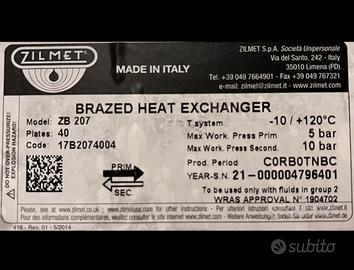 ZILMET
MADE IN ITALY
ZILMET S.p.A. Società Unipersonale
Via del Santo, 242 - Italy
35010 Limena (PD)
Tel. +39 049 7664901 - Fax +39 049 767321
e-mail zilmet@zilmet.it - www.zilmet.com
DO NOT OVER-PRESSURIZE!
EXPLOSION HAZARD!
BRAZED HEAT EXCHANGER
Model: ZB 207
Plates: 40
Code: 17B2074004
PRIM
SEC.
T.system -10 / +120°C
Max Work. Press Prim 5 bar
Max Work. Press Second. 10 bar
Prod. Period C0RB0TNBC
YEAR-S.N. 21-000004796401
To be used only with fluids in group 2
WRAS APPROVAL N° 1904702
416 - Rev. 01 - 5/2014
subito